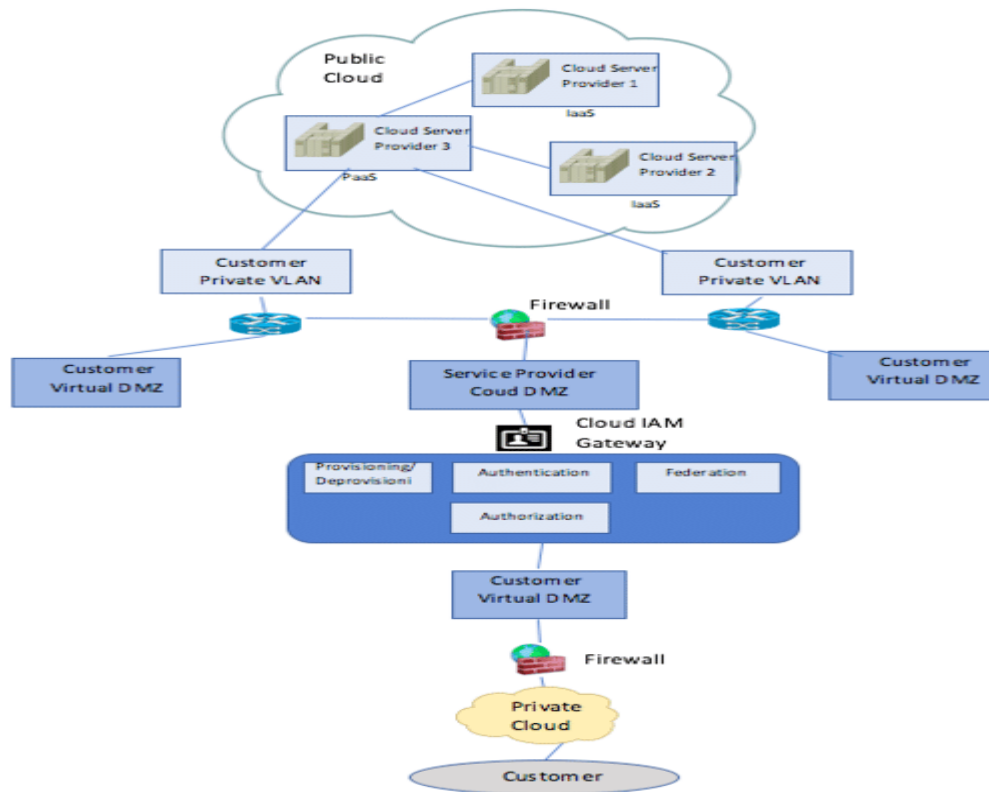 Public
Cloud
Cloud Server
Provider 1
IaaS
Cloud Server
Provider 3
PaaS
Cloud Server
Provider 2
IaaS
Customer
Private VLAN
Customer
Private VLAN
Firewall
Customer
Virtual DMZ
Service Provider
Coud DMZ
Customer
Virtual DMZ
Cloud IAM
Gateway
Provisioning/
Deprovisioni
Authentication
Federation
Authorization
Customer
Virtual DMZ
Firewall
Private
Cloud
Customer